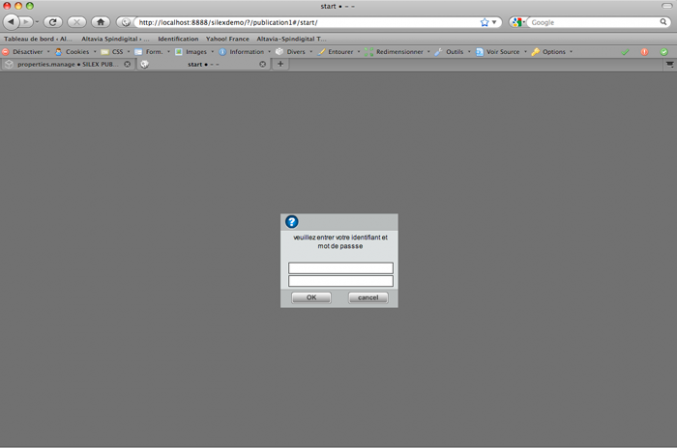 start • - -
http://localhost:8888/silexdemo/?/publication1#/start/
Google
Tableau de bord ‹ Al... Altavia Spindigital › ... Identification Yahoo! France Altavia-Spindigital T...
Désactiver Cookies CSS Form. Images Information Divers Entourer Redimensionner Outils Voir Source Options
properties.manage • SILEX PUB... start • - -
veuillez entrer votre identifiant et
mot de passse
OK cancel